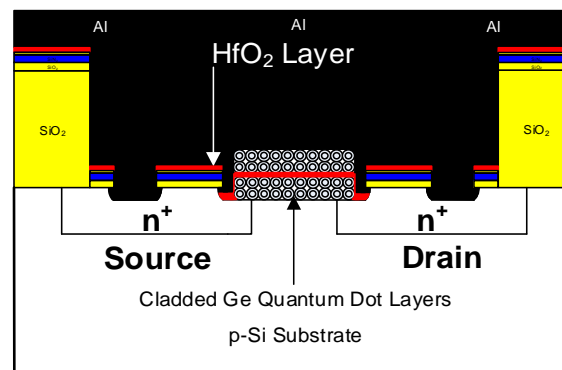 Al Al Al
HfO2 Layer
SiO2 SiO2
n+ n+
Source Drain
Cladded Ge Quantum Dot Layers
p-Si Substrate